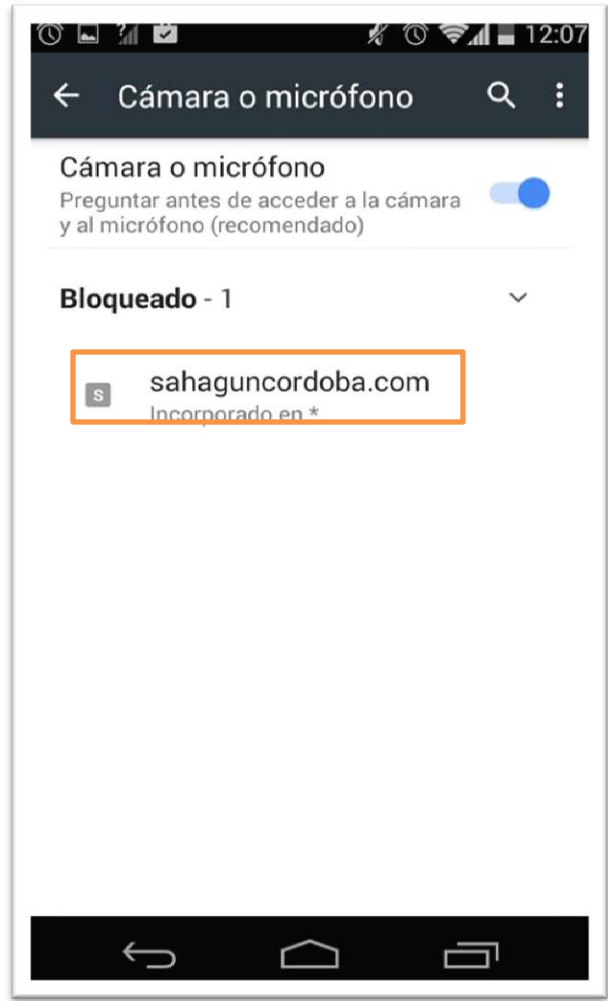 12:07
Cámara o micrófono
Cámara o micrófono
Preguntar antes de acceder a la cámara
y al micrófono (recomendado)
Bloqueado - 1
S
sahaguncordoba.com
Incorporado en *